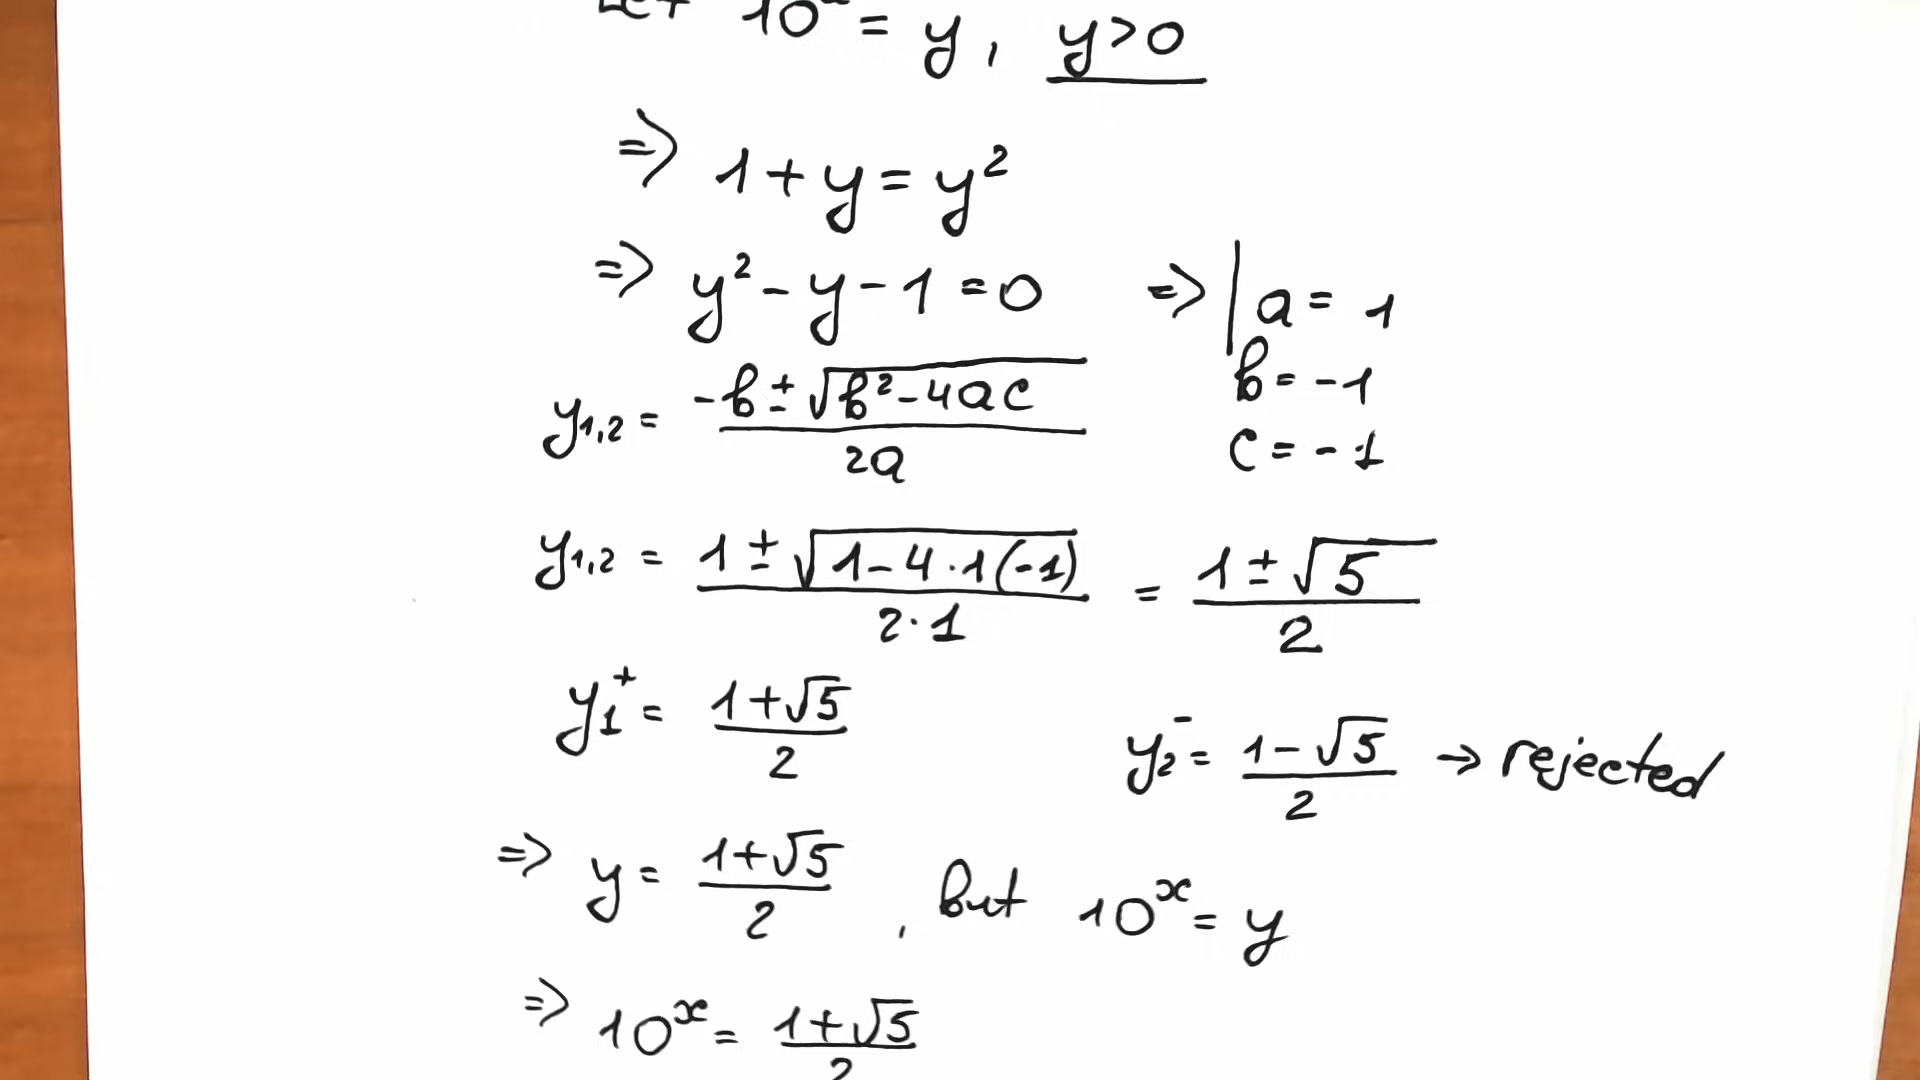 Let 10^x = y, y>0
=> 1+y = y²
=> y² - y - 1 = 0 => | a = 1
b = -1
y₁,₂ = (-b ± √(b²-4ac)) / 2a
c = -1
y₁,₂ = (1 ± √(1-4·1(-1))) / (2·1) = (1 ± √5) / 2
y₁⁺ = (1+√5) / 2
y₂⁻ = (1-√5) / 2 → rejected
=> y = (1+√5) / 2 , but 10^x = y
=> 10^x = (1+√5) / 2